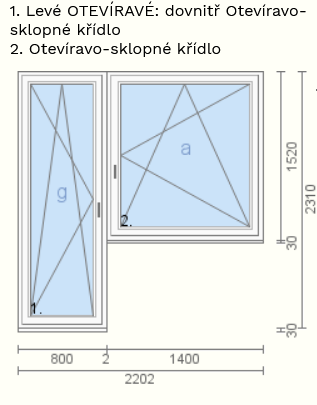 1. Levé OTEVÍRAVÉ: dovnitř Otevíravo-
sklopné křídlo
2. Otevíravo-sklopné křídlo
a
g
1.
2.
1520
30
2310
30
800 2 1400
2202